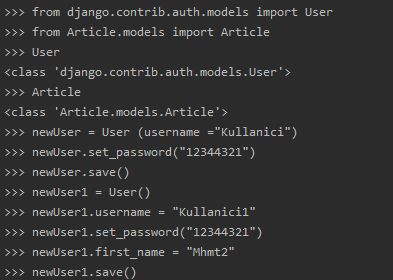 >>> from django.contrib.auth.models import User
>>> from Article.models import Article
>>> User
<class 'django.contrib.auth.models.User'>
>>> Article
<class 'Article.models.Article'>
>>> newUser = User (username ="Kullanici")
>>> newUser.set_password("12344321")
>>> newUser.save()
>>> newUser1 = User()
>>> newUser1.username = "Kullanici1"
>>> newUser1.set_password("12344321")
>>> newUser1.first_name = "Mhmt2"
>>> newUser1.save()